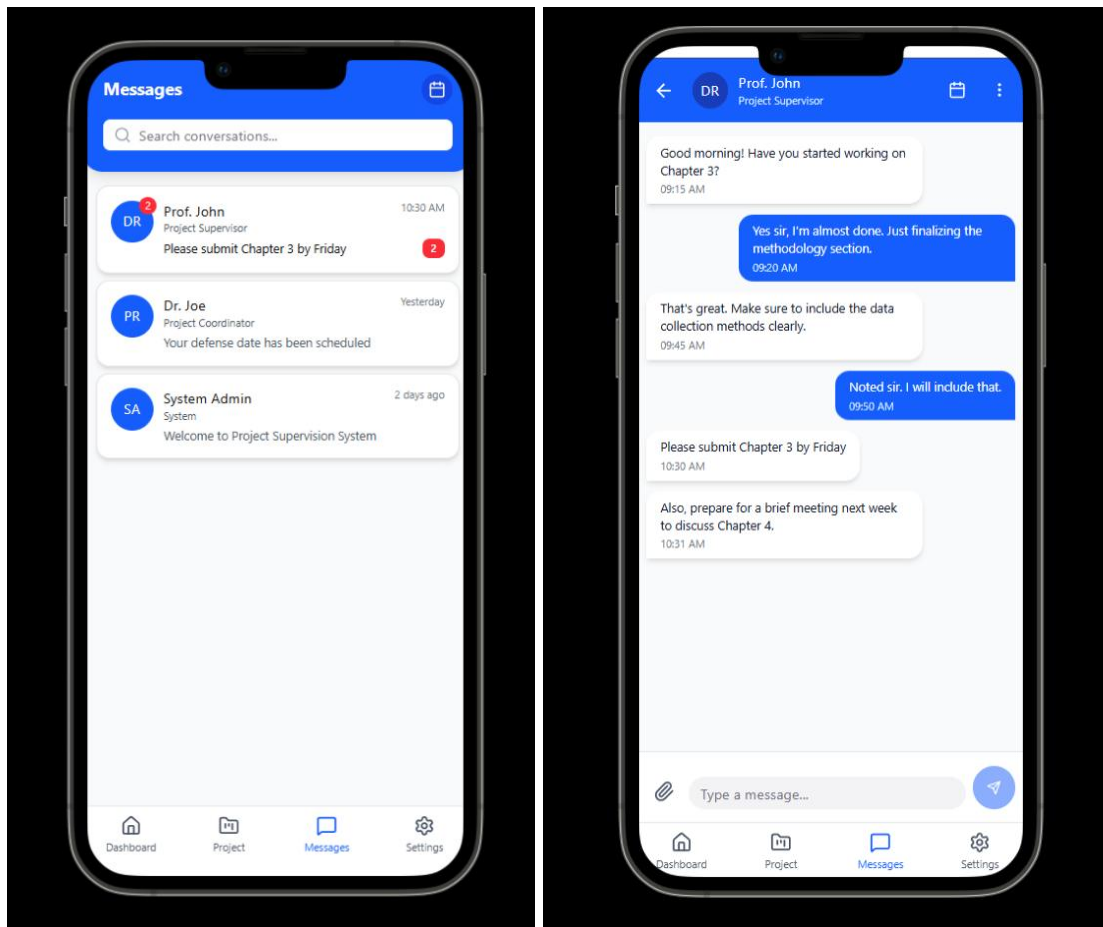 Messages
Search conversations...
DR
2
Prof. John
10:30 AM
Project Supervisor
Please submit Chapter 3 by Friday
2
PR
Dr. Joe
Yesterday
Project Coordinator
Your defense date has been scheduled
SA
System Admin
2 days ago
System
Welcome to Project Supervision System
Dashboard
Project
Messages
Settings
DR
Prof. John
Project Supervisor
Good morning! Have you started working on
Chapter 3?
09:15 AM
Yes sir, I'm almost done. Just finalizing the
methodology section.
09:20 AM
That's great. Make sure to include the data
collection methods clearly.
09:45 AM
Noted sir. I will include that.
09:50 AM
Please submit Chapter 3 by Friday
10:30 AM
Also, prepare for a brief meeting next week
to discuss Chapter 4.
10:31 AM
Type a message...
Dashboard
Project
Messages
Settings